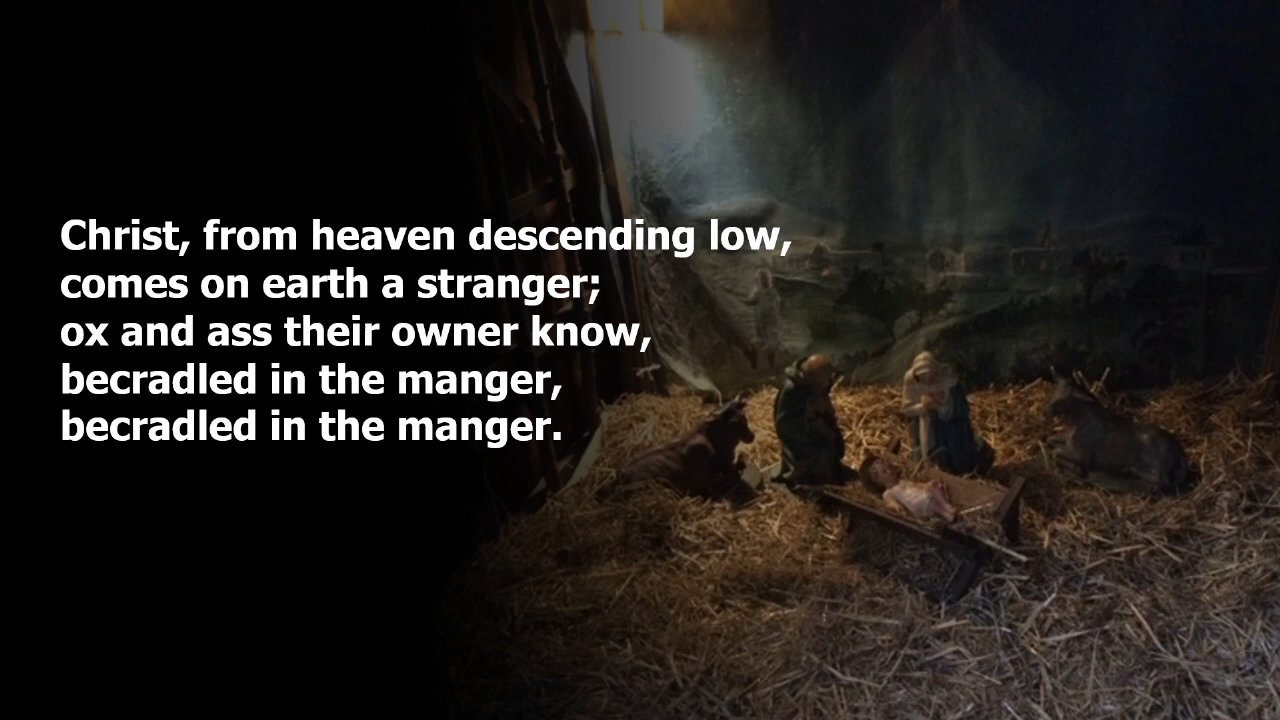 Christ, from heaven descending low,
comes on earth a stranger;
ox and ass their owner know,
becradled in the manger,
becradled in the manger.